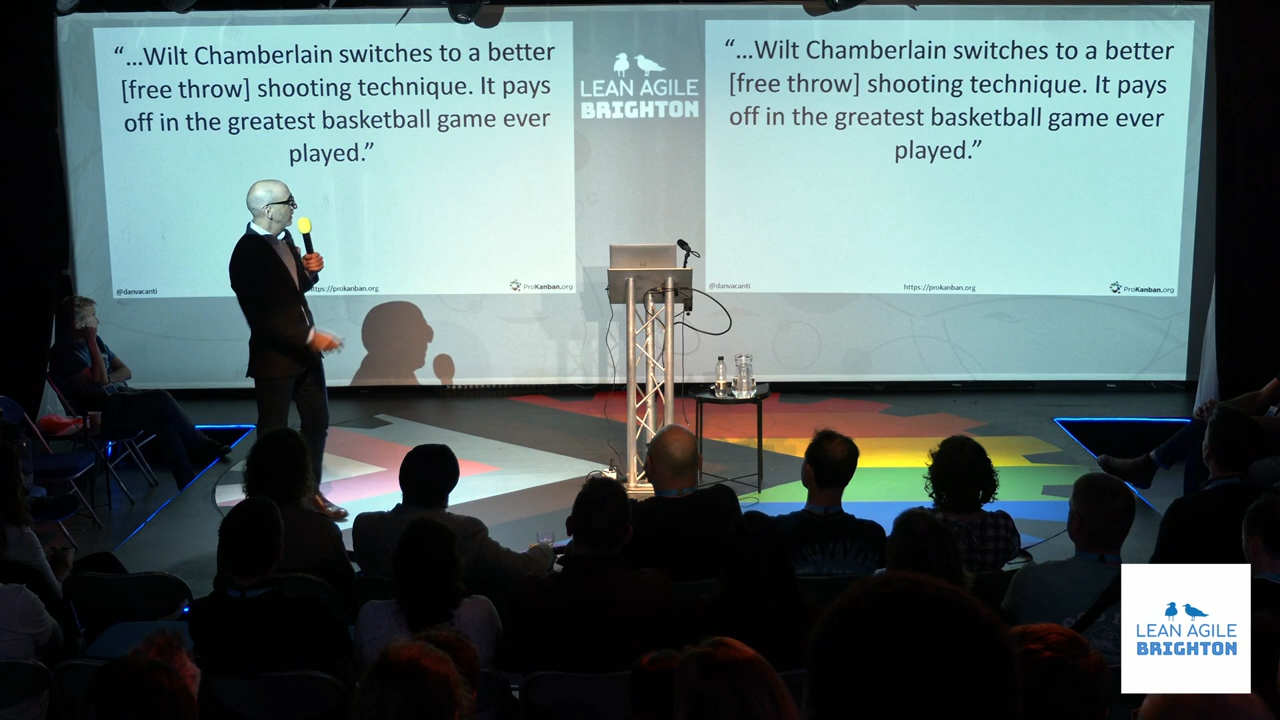 “...Wilt Chamberlain switches to a better
[free throw] shooting technique. It pays
off in the greatest basketball game ever
played.”
@danvacanti
https://prokanban.org
ProKanban.org
LEAN AGILE
BRIGHTON
“...Wilt Chamberlain switches to a better
[free throw] shooting technique. It pays
off in the greatest basketball game ever
played.”
@danvacanti
https://prokanban.org
ProKanban.org
LEAN AGILE
BRIGHTON